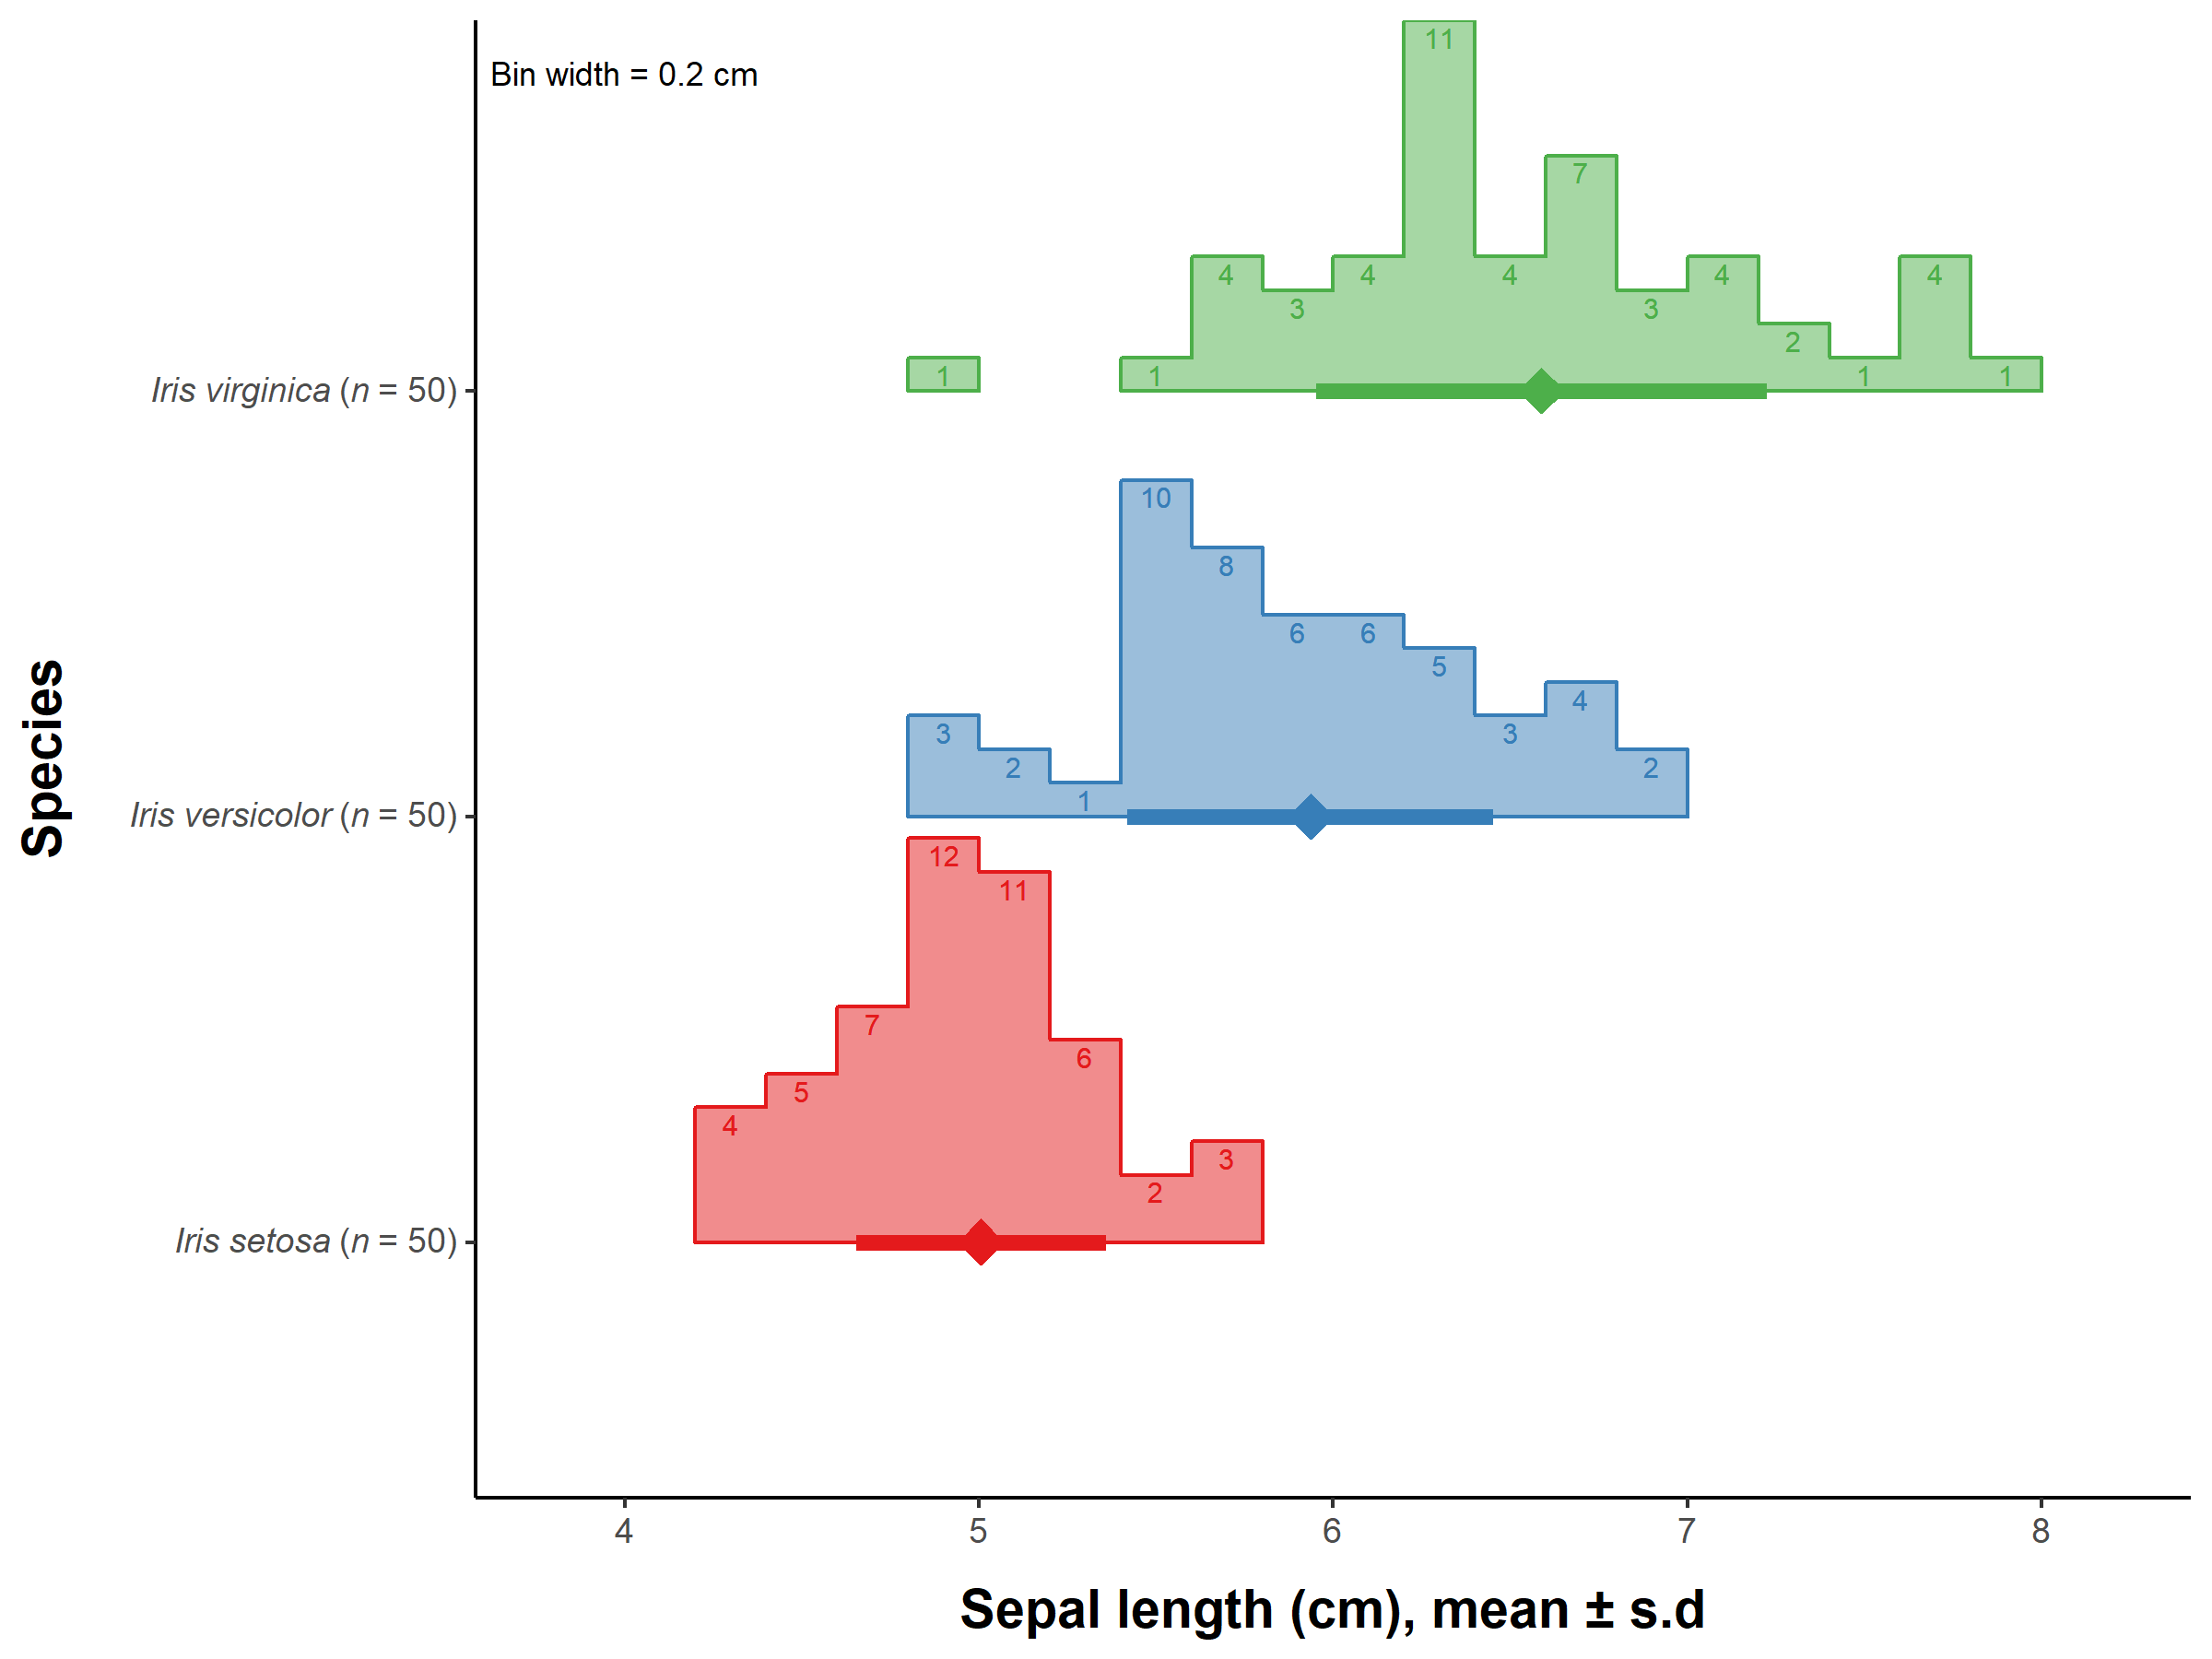 Bin width = 0.2 cm
11
7
4 4 4 4 4
3 3
2
1 1 1 1
Iris virginica (n = 50)
10
8
6 6
5
4
3 3
2 2
1
Iris versicolor (n = 50)
12
11
7
6
5
4
3
2
Iris setosa (n = 50)
Species
4 5 6 7 8
Sepal length (cm), mean ± s.d